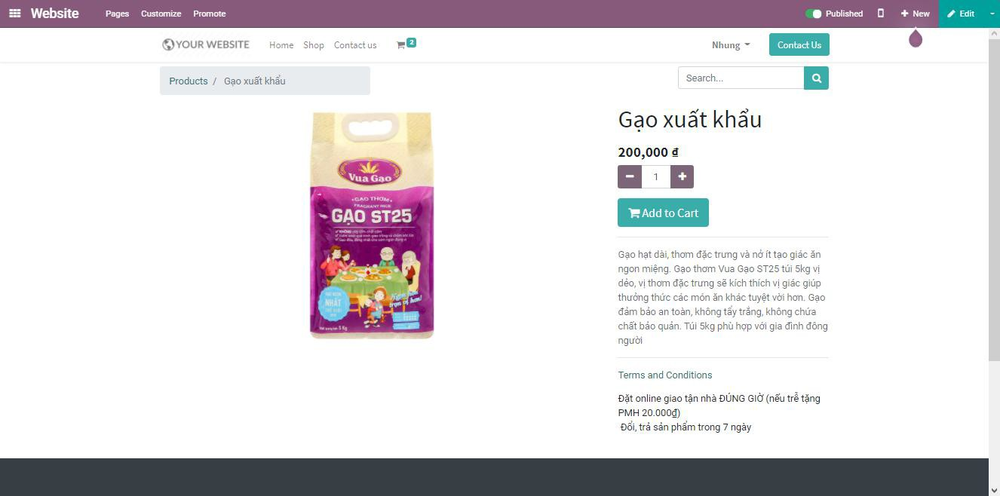 Website
Pages Customize Promote
Published
New
Edit
YOUR WEBSITE
Home Shop Contact us
2
Nhung
Contact Us
Products / Gạo xuất khẩu
Search...
Vua Gạo
GẠO THƠM
FRAGRANT RICE
GẠO ST25
NHẤT
5 Kg
Gạo xuất khẩu
200,000 ₫
1
Add to Cart
Gạo hạt dài, thơm đặc trưng và nở ít tạo giác ăn
ngon miệng. Gạo thơm Vua Gạo ST25 túi 5kg vị
dẻo, vị thơm đặc trưng sẽ kích thích vị giác giúp
thưởng thức các món ăn khác tuyệt vời hơn. Gạo
đảm bảo an toàn, không tẩy trắng, không chứa
chất bảo quản. Túi 5kg phù hợp với gia đình đông
người
Terms and Conditions
Đặt online giao tận nhà ĐÚNG GIỜ (nếu trễ tặng
PMH 20.000₫)
Đổi, trả sản phẩm trong 7 ngày